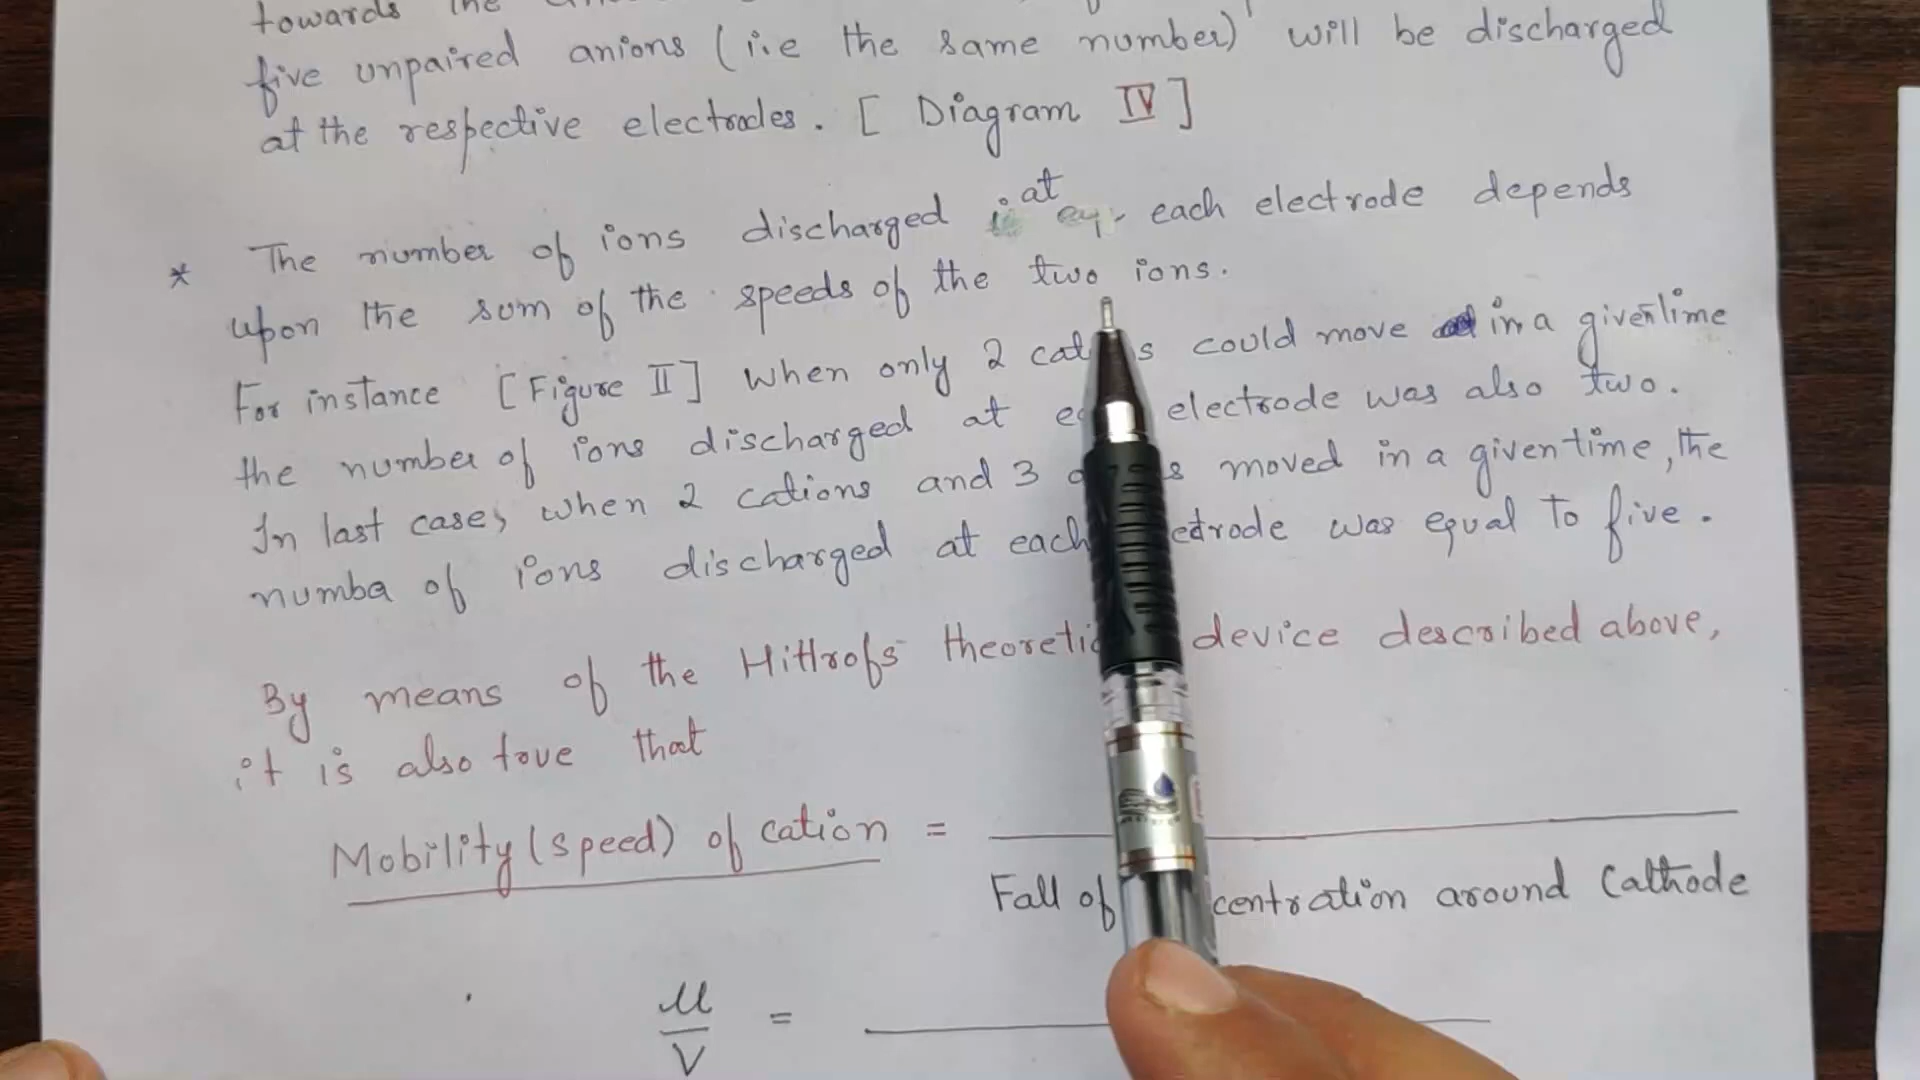 towards the
five unpaired anions (i.e the same number) will be discharged
at the respective electrodes. [ Diagram IV ]
* The number of ions discharged at each electrode depends
upon the sum of the speeds of the two ions.
For instance [Figure II] when only 2 cat s could move in a given time
the number of ions discharged at electrode was also two.
In last case, when 2 cations and 3 moved in a given time, the
numbe of ions discharged at each etrode was equal to five.
By means of the Hittrofs theoreti device described above,
it is also tove that
Mobility (speed) of cation =
Fall of centration around Cathode
u
=
v